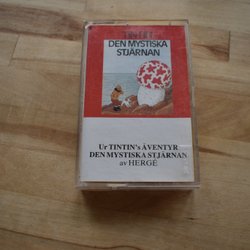 TINTIN
DEN MYSTISKA
STJÄRNAN
Ur TINTIN's ÄVENTYR
DEN MYSTISKA STJÄRNAN
av HERGÉ